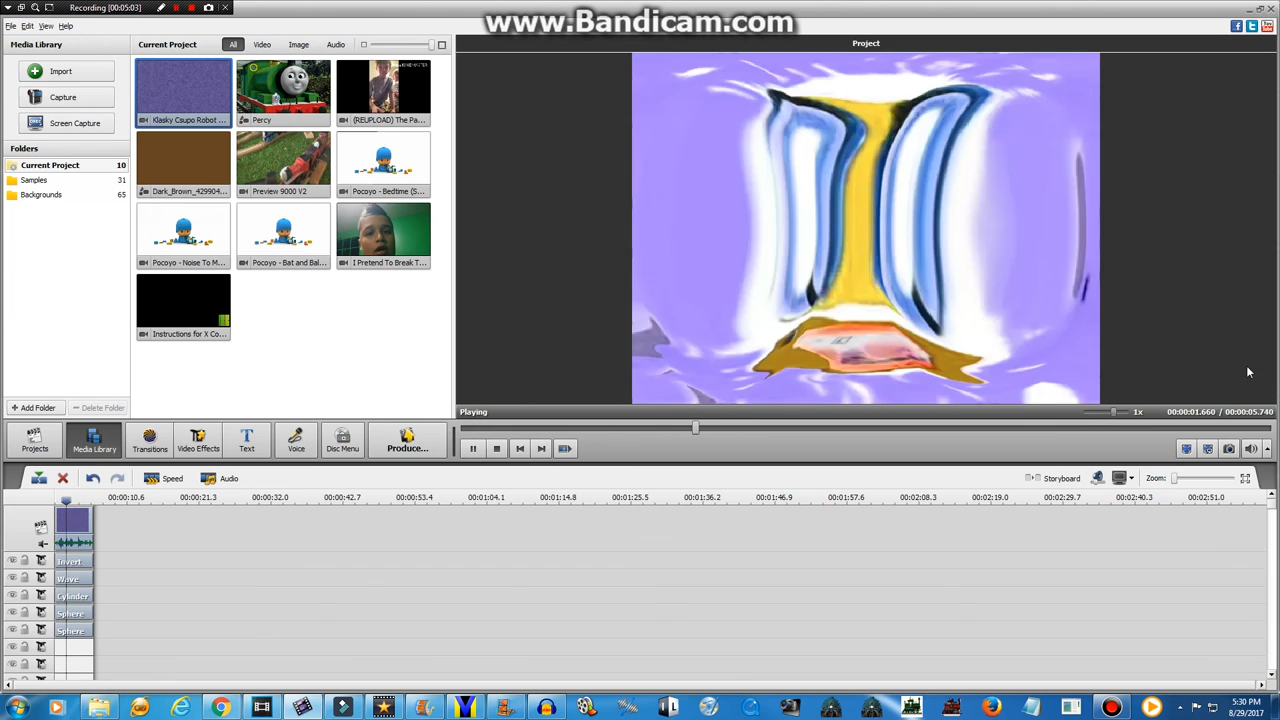 Recording [00:05:03]
www.Bandicam.com
File Edit View Help
Media Library
Import
Capture
Screen Capture
Folders
Current Project 10
Samples 31
Backgrounds 65
Add Folder
Delete Folder
Current Project All Video Image Audio
Klasky Csupo Robot ...
Percy
(REUPLOAD) The Pa...
Dark_Brown_429904...
Preview 9000 V2
Pocoyo - Bedtime (S...
Pocoyo - Noise To M...
Pocoyo - Bat and Bal...
I Pretend To Break T...
Instructions for X Co...
Project
Playing
1x
00:00:01.660 / 00:00:05.740
Projects Media Library Transitions Video Effects Text Voice Disc Menu Produce...
Speed Audio Storyboard Zoom:
00:00:10.6 00:00:21.3 00:00:32.0 00:00:42.7 00:00:53.4 00:01:04.1 00:01:14.8 00:01:25.5 00:01:36.2 00:01:46.9 00:01:57.6 00:02:08.3 00:02:19.0 00:02:29.7 00:02:40.3 00:02:51.0
Invert
Wave
Cylinder
Sphere
Sphere
5:30 PM
8/29/2017